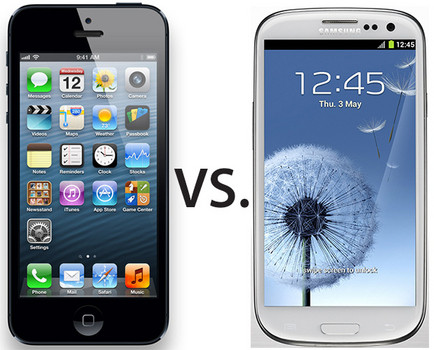 9:41 AM
Wednesday
12
Messages Calendar Photos Camera
Videos Maps Weather Passbook
Notes Reminders Clock Stocks
Newsstand iTunes App Store Game Center
Settings
Phone Mail Safari Music
VS.
SAMSUNG
12:45
12:45
Thu. 3 May
swipe screen to unlock